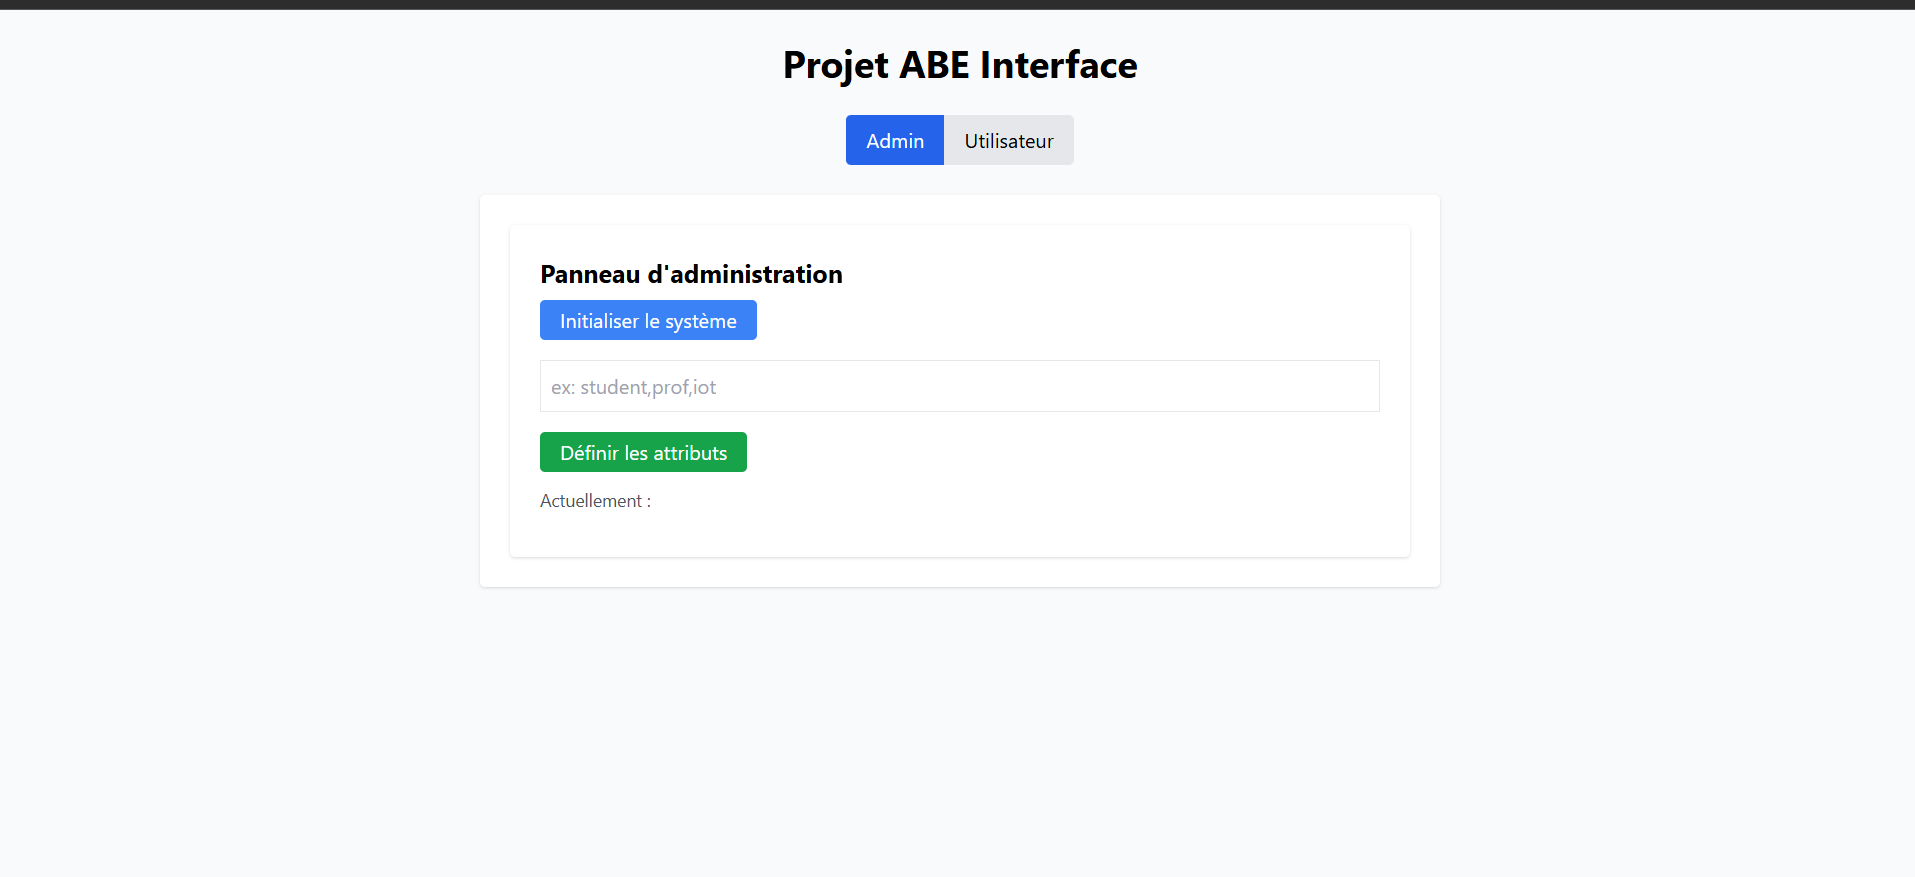 Projet ABE Interface
Admin Utilisateur
Panneau d'administration
Initialiser le système
ex: student,prof,iot
Définir les attributs
Actuellement :